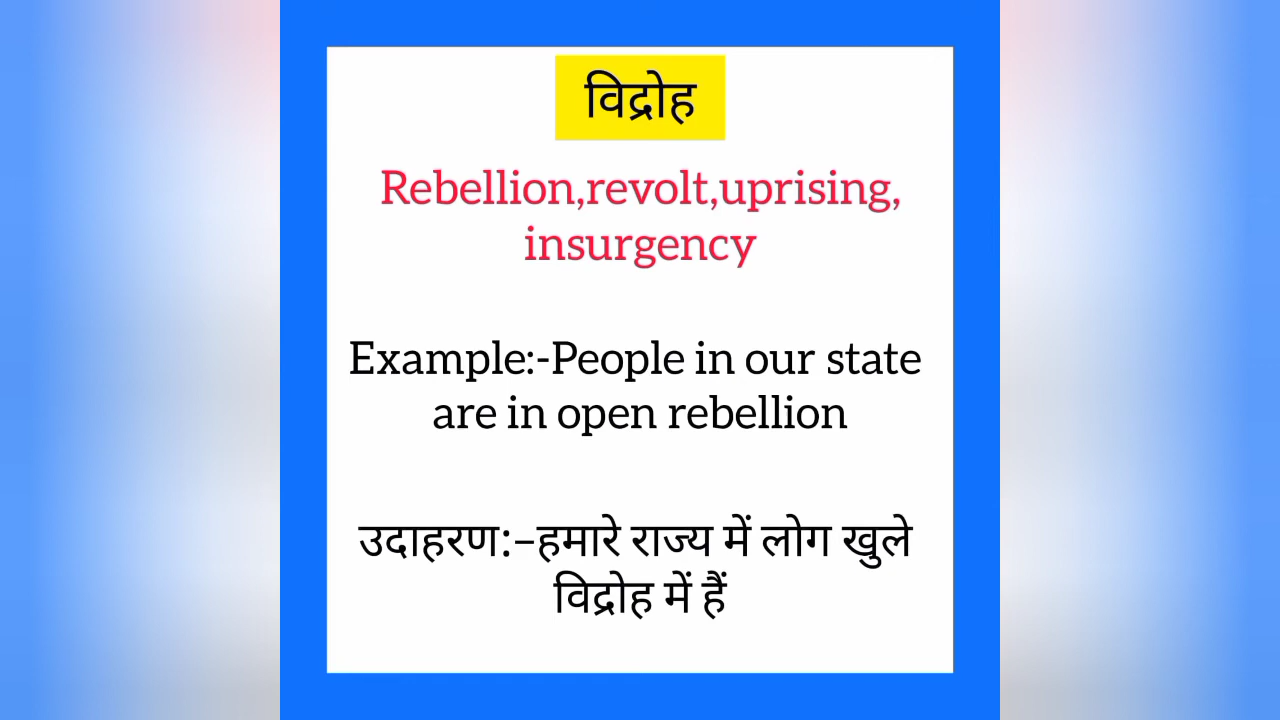 विद्रोह
Rebellion,revolt,uprising,
insurgency
Example:-People in our state
are in open rebellion
उदाहरण:–हमारे राज्य में लोग खुले
विद्रोह में हैं